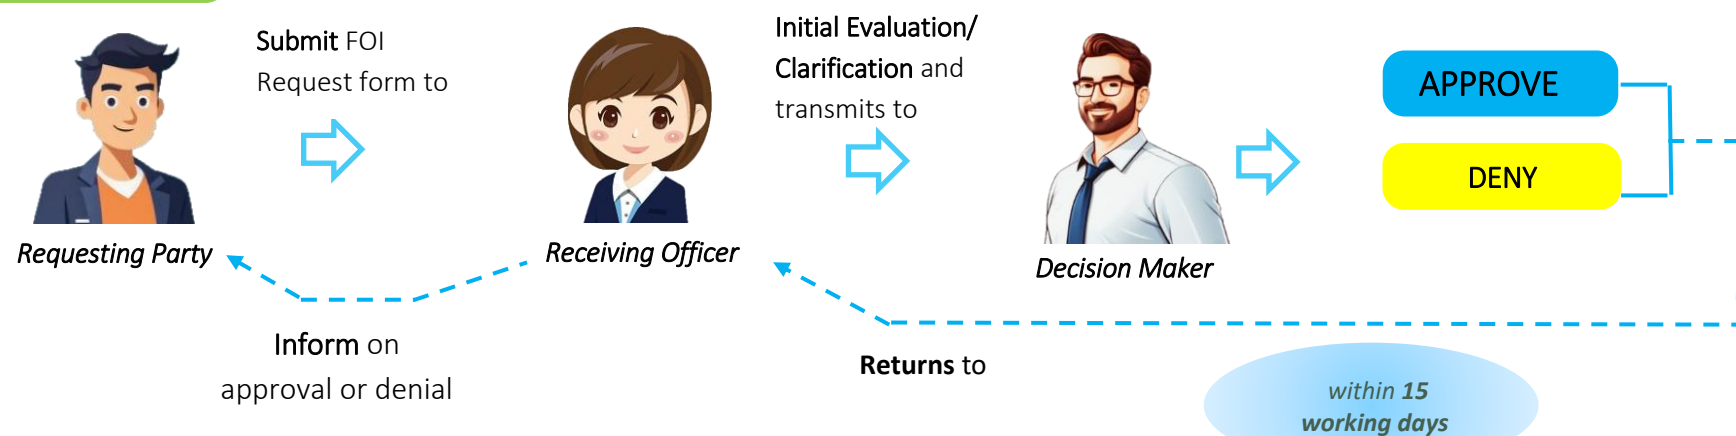 Submit FOI
Request form to
Initial Evaluation/
Clarification and
transmits to
APPROVE
DENY
Requesting Party
Receiving Officer
Decision Maker
Inform on
approval or denial
Returns to
within 15
working days